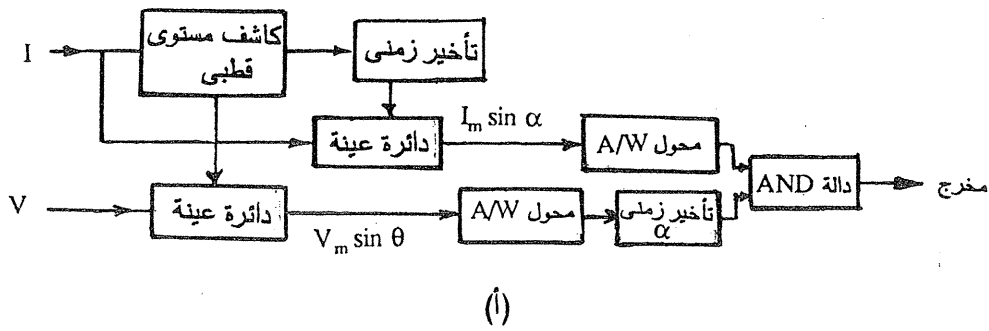 I
كاشف مستوى
قطبى
تأخير زمنى
دائرة عينة
I_m sin α
محول A/W
دالة AND
مخرج
V
دائرة عينة
V_m sin θ
محول A/W
تأخير زمنى
α
(أ)